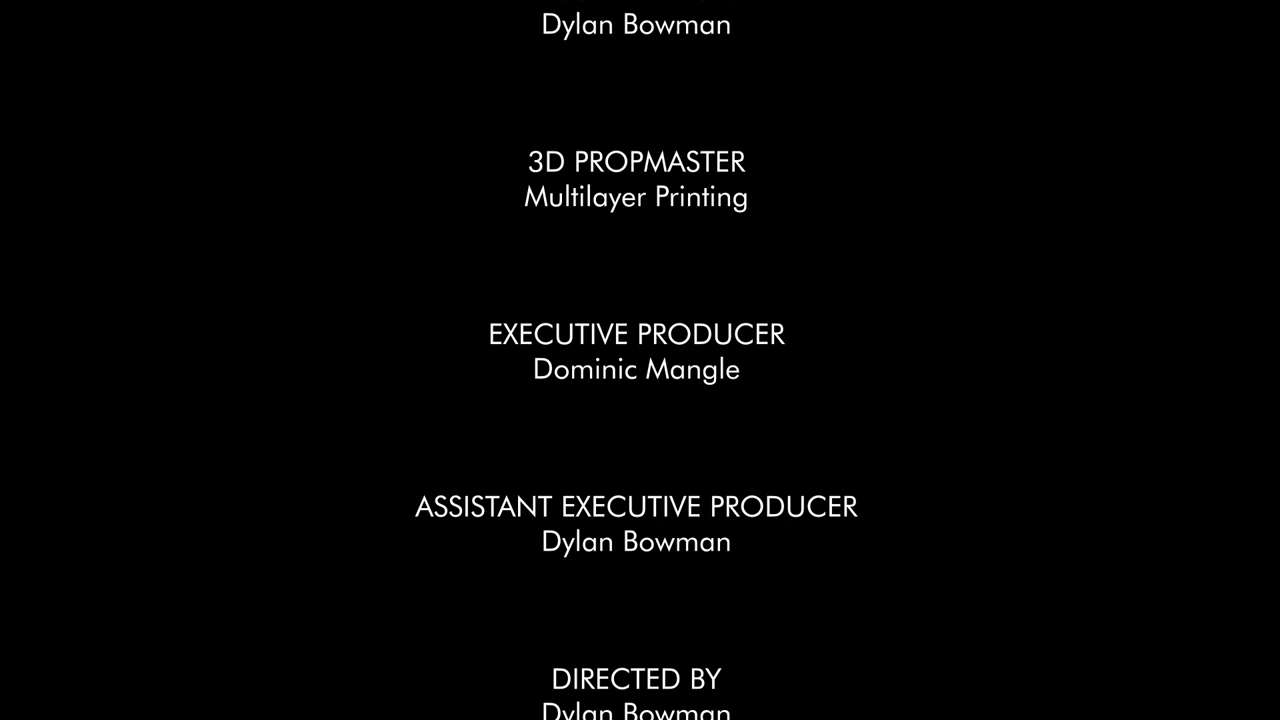 Dylan Bowman
3D PROPMASTER
Multilayer Printing
EXECUTIVE PRODUCER
Dominic Mangle
ASSISTANT EXECUTIVE PRODUCER
Dylan Bowman
DIRECTED BY
Dylan Bowman